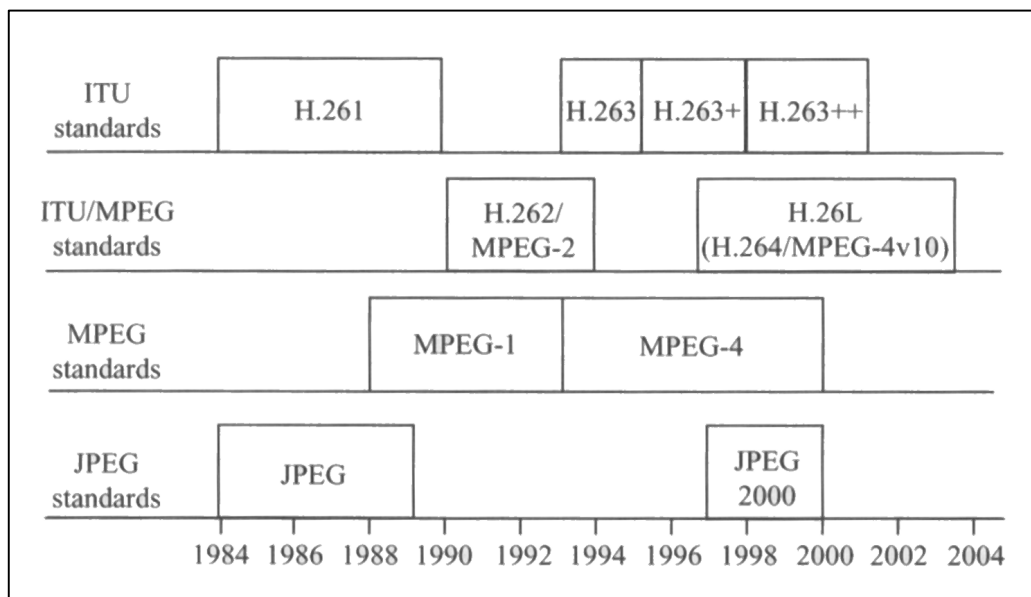 ITU
standards
H.261
H.263
H.263+
H.263++
ITU/MPEG
standards
H.262/
MPEG-2
H.26L
(H.264/MPEG-4v10)
MPEG
standards
MPEG-1
MPEG-4
JPEG
standards
JPEG
JPEG
2000
1984 1986 1988 1990 1992 1994 1996 1998 2000 2002 2004